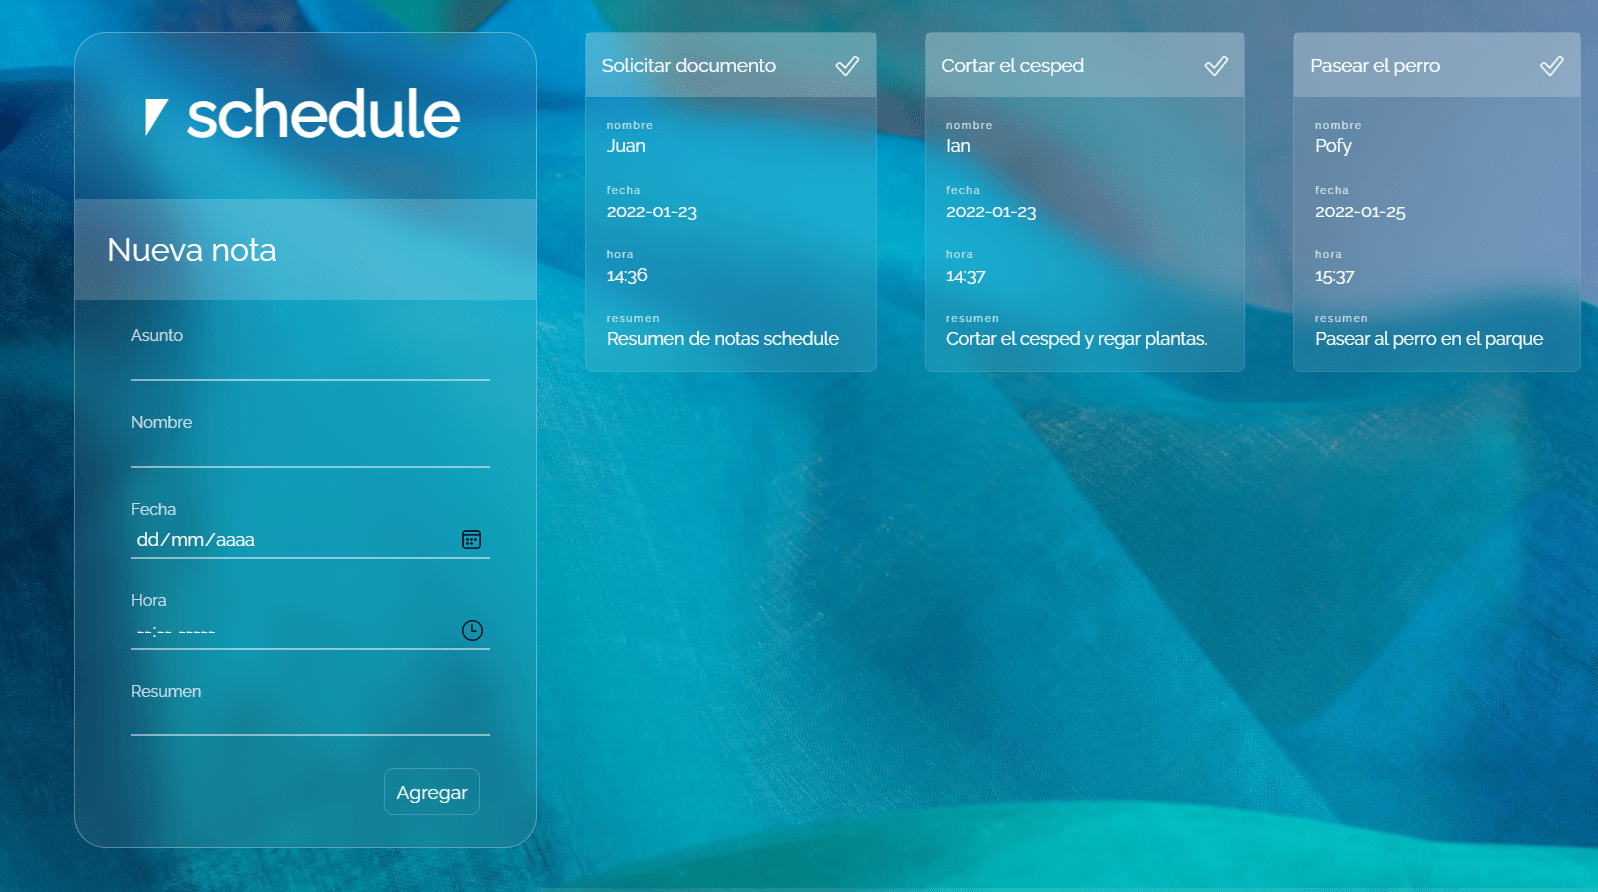 schedule
Nueva nota
Asunto
Nombre
Fecha
dd/mm/aaaa
Hora
--:-- -----
Resumen
Agregar
Solicitar documento
nombre
Juan
fecha
2022-01-23
hora
14:36
resumen
Resumen de notas schedule
Cortar el cesped
nombre
Ian
fecha
2022-01-23
hora
14:37
resumen
Cortar el cesped y regar plantas.
Pasear el perro
nombre
Pofy
fecha
2022-01-25
hora
15:37
resumen
Pasear al perro en el parque